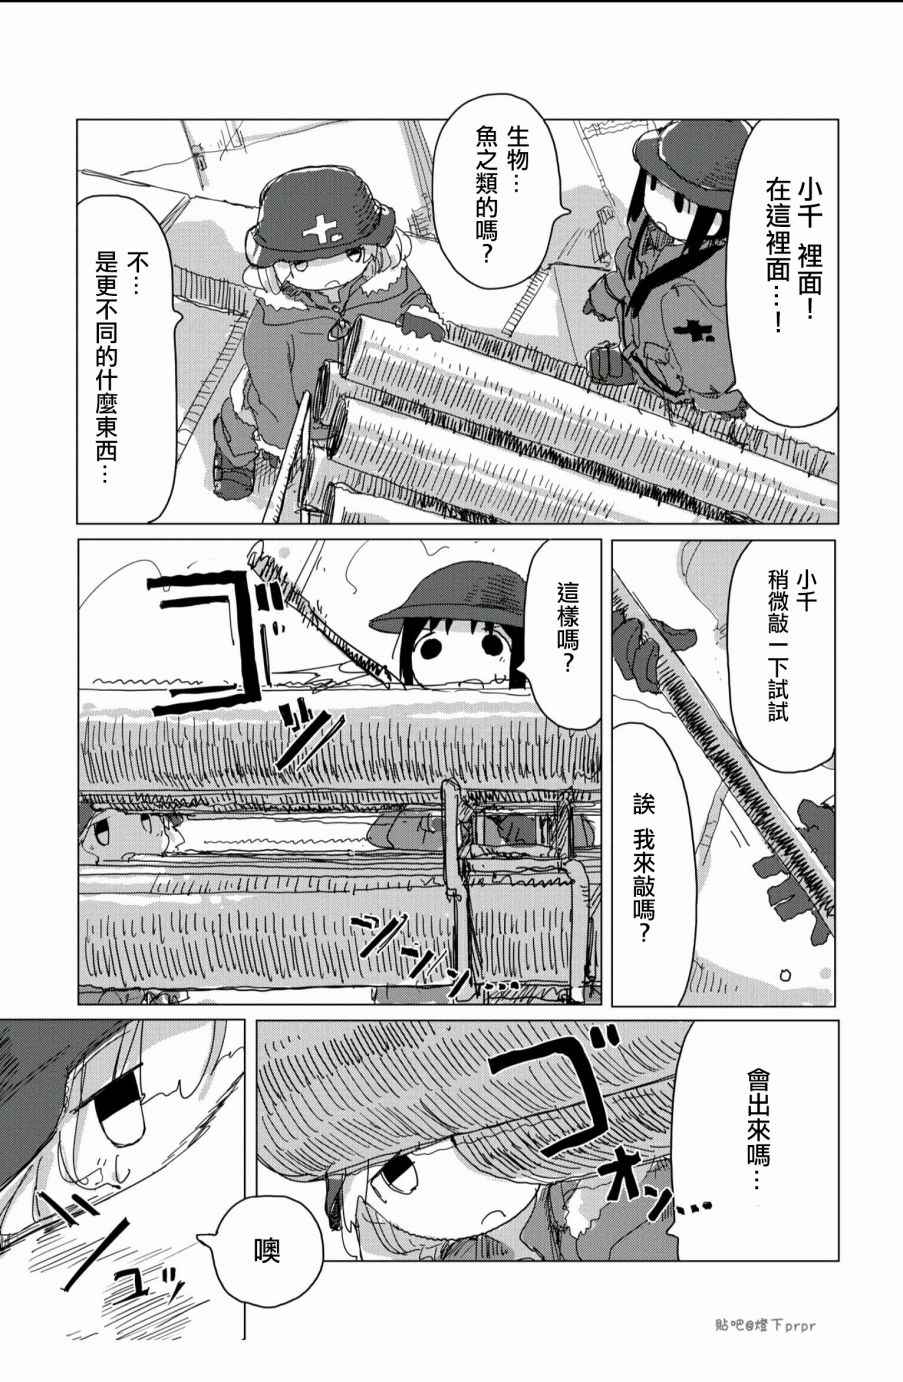 小千 裡面！
在這裡面…！
生物…
魚之類的嗎？
不…
是更不同的什麼東西…
小千
稍微敲一下試試
誒 我來敲嗎？
這樣嗎？
ゴッ
ゴンッ…
會出來嗎…
ゴォン…
噢
ユッ
貼吧@燈下prpr